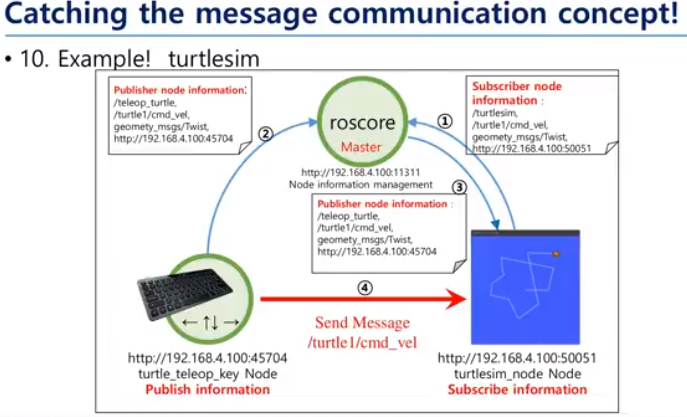 Catching the message communication concept!
• 10. Example! turtlesim
Publisher node information:
/teleop_turtle,
/turtle1/cmd_vel,
geomety_msgs/Twist,
http://192.168.4.100:45704
②
roscore
Master
http://192.168.4.100:11311
Node information management
①
Subscriber node
information :
/turtlesim,
/turtle1/cmd_vel,
geomety_msgs/Twist,
http://192.168.4.100:50051
③
Publisher node information :
/teleop_turtle,
/turtle1/cmd_vel,
geomety_msgs/Twist,
http://192.168.4.100:45704
④
Send Message
/turtle1/cmd_vel
← ↑↓ →
http://192.168.4.100:45704
turtle_teleop_key Node
Publish information
http://192.168.4.100:50051
turtlesim_node Node
Subscribe information